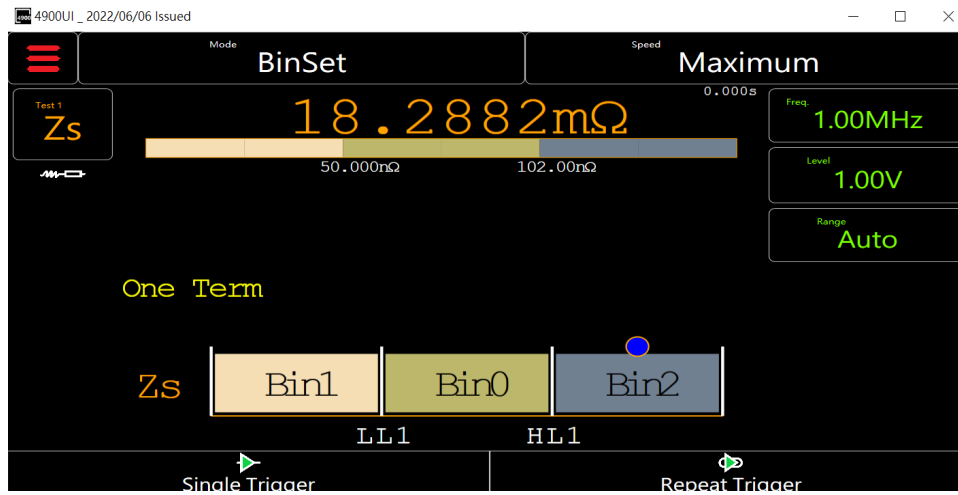 4900 4900UI _ 2022/06/06 Issued
Mode
BinSet
Speed
Maximum
0.000s
Test 1
Zs
18.2882mΩ
50.000nΩ
102.00nΩ
Freq.
1.00MHz
Level
1.00V
Range
Auto
One Term
Zs
Bin1
Bin0
Bin2
LL1
HL1
Single Trigger
Repeat Trigger